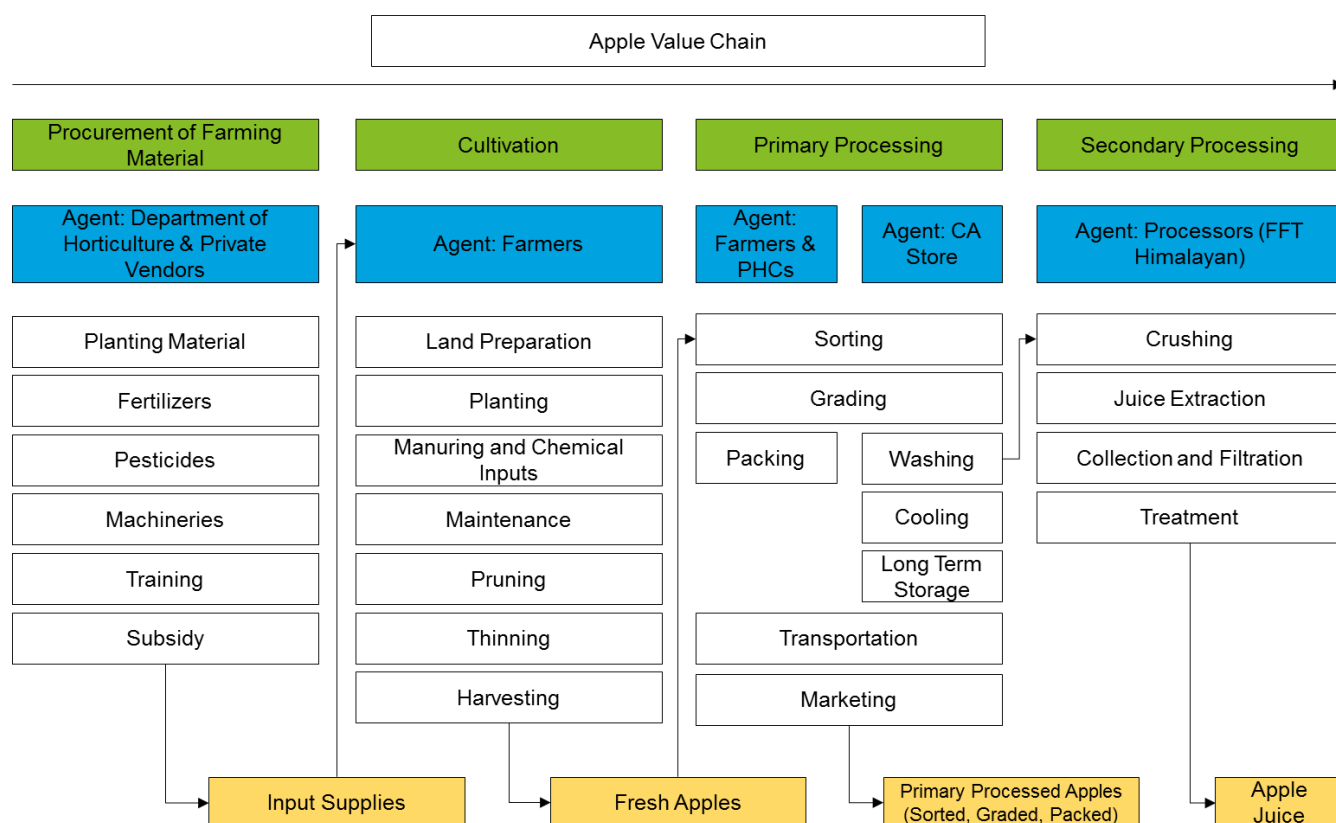 Apple Value Chain
Procurement of Farming
Material
Cultivation
Primary Processing
Secondary Processing
Agent: Department of
Horticulture & Private
Vendors
Agent: Farmers
Agent:
Farmers &
PHCs
Agent: CA
Store
Agent: Processors (FFT
Himalayan)
Planting Material
Fertilizers
Pesticides
Machineries
Training
Subsidy
Land Preparation
Planting
Manuring and Chemical
Inputs
Maintenance
Pruning
Thinning
Harvesting
Sorting
Grading
Packing
Washing
Cooling
Long Term
Storage
Transportation
Marketing
Crushing
Juice Extraction
Collection and Filtration
Treatment
Input Supplies
Fresh Apples
Primary Processed Apples
(Sorted, Graded, Packed)
Apple
Juice